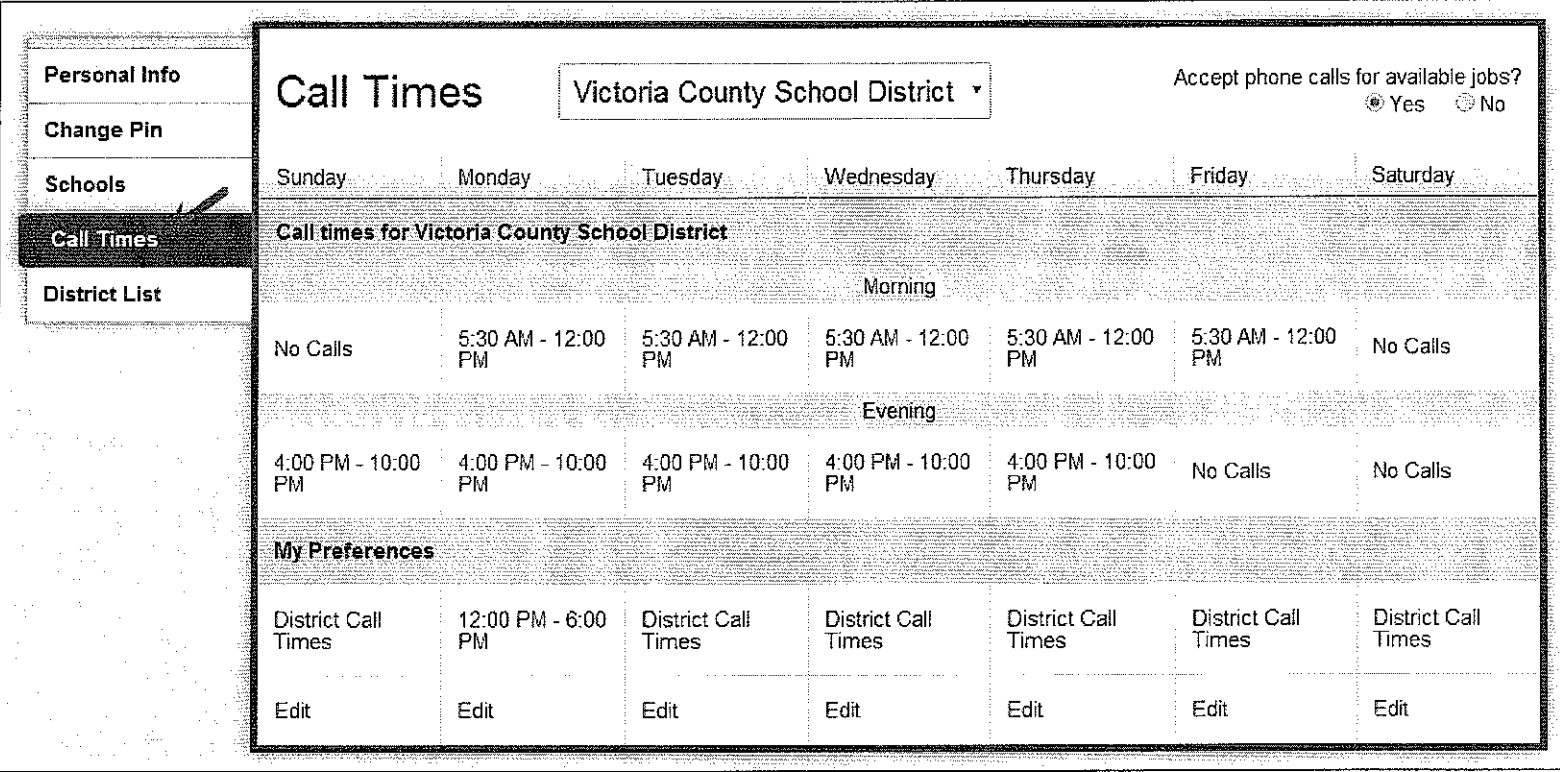 Personal Info
Change Pin
Schools
Call Times
District List
Call Times
Victoria County School District
Accept phone calls for available jobs?
Yes No
Sunday Monday Tuesday Wednesday Thursday Friday Saturday
Call times for Victoria County School District
Morning
No Calls 5:30 AM - 12:00 PM 5:30 AM - 12:00 PM 5:30 AM - 12:00 PM 5:30 AM - 12:00 PM 5:30 AM - 12:00 PM No Calls
Evening
4:00 PM - 10:00 PM 4:00 PM - 10:00 PM 4:00 PM - 10:00 PM 4:00 PM - 10:00 PM 4:00 PM - 10:00 PM No Calls No Calls
My Preferences
District Call Times 12:00 PM - 6:00 PM District Call Times District Call Times District Call Times District Call Times District Call Times
Edit Edit Edit Edit Edit Edit Edit